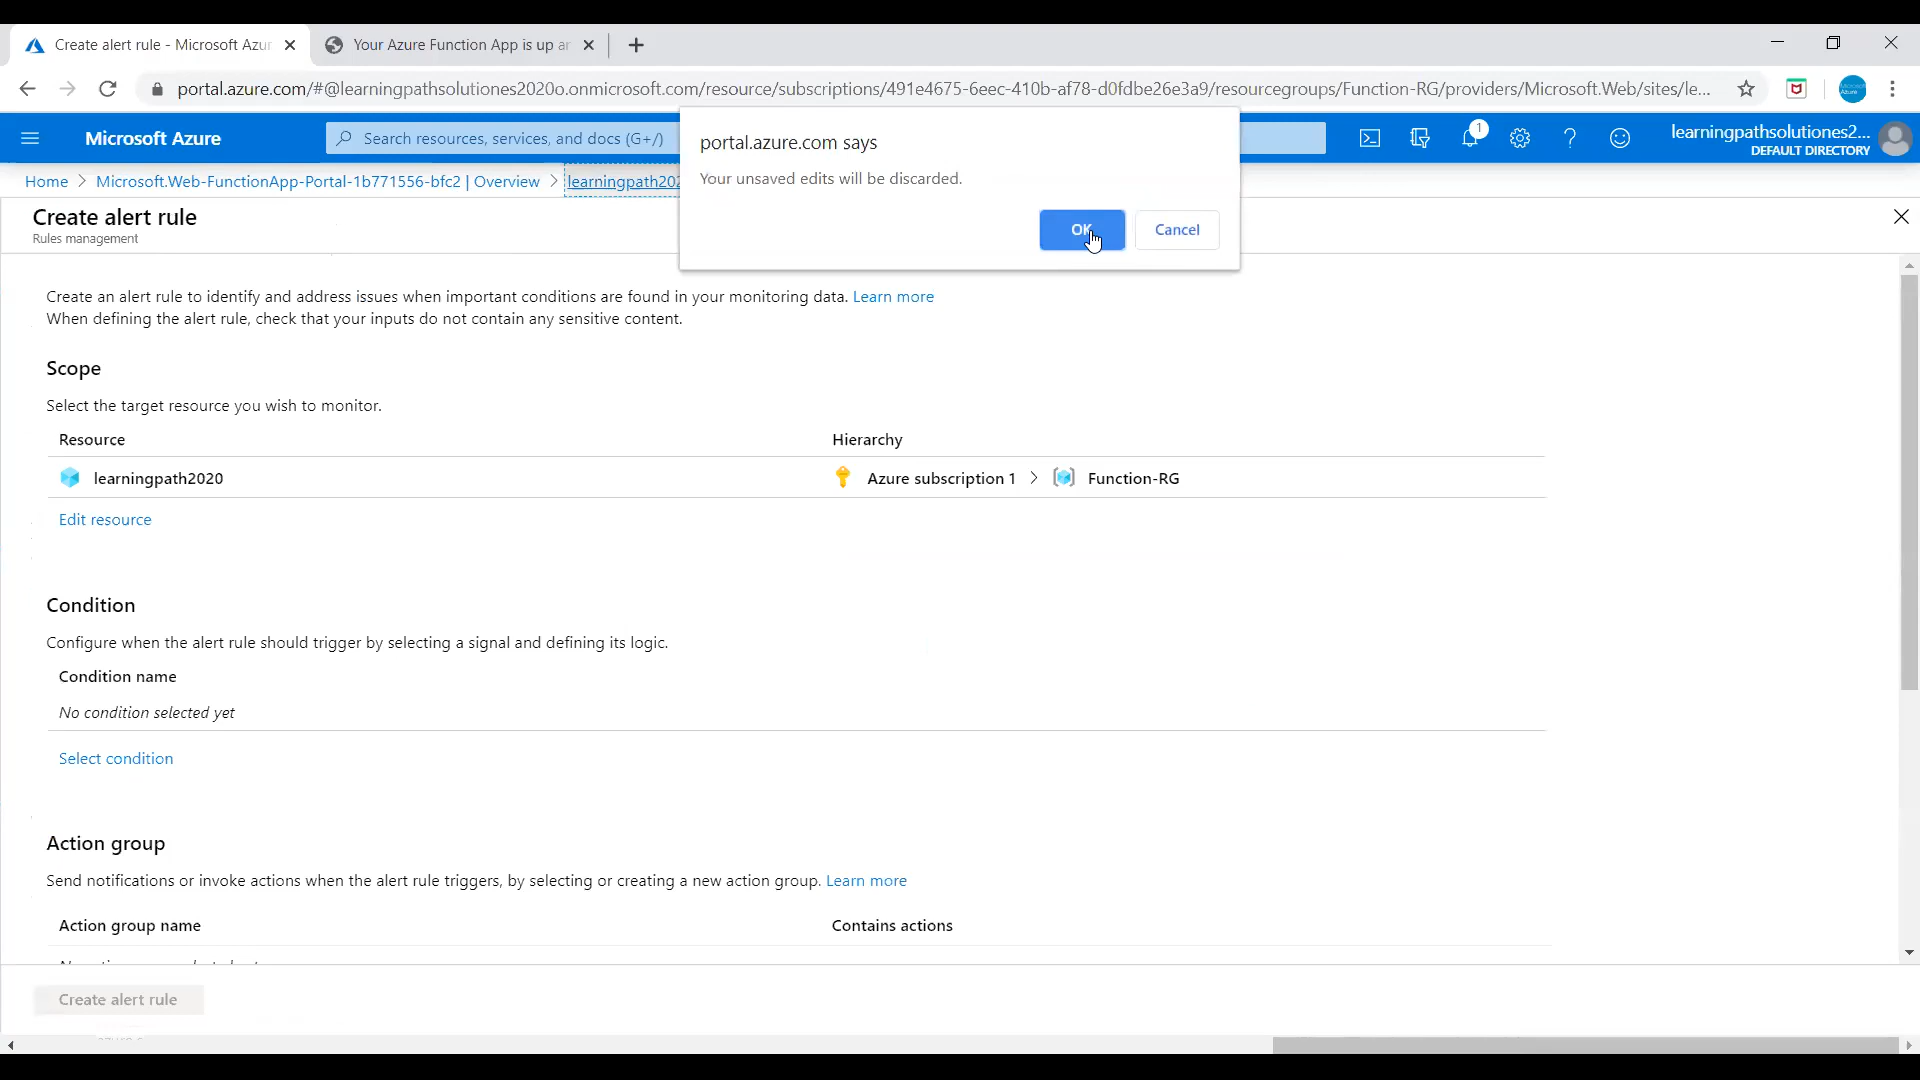 Create alert rule - Microsoft Azur
Your Azure Function App is up ar
portal.azure.com/#@learningpathsolutiones2020o.onmicrosoft.com/resource/subscriptions/491e4675-6eec-410b-af78-d0fdbe26e3a9/resourcegroups/Function-RG/providers/Microsoft.Web/sites/le...
Microsoft Azure
Search resources, services, and docs (G+/)
1
learningpathsolutiones2...
DEFAULT DIRECTORY
portal.azure.com says
Your unsaved edits will be discarded.
OK
Cancel
Home > Microsoft.Web-FunctionApp-Portal-1b771556-bfc2 | Overview > learningpath202
Create alert rule
Rules management
Create an alert rule to identify and address issues when important conditions are found in your monitoring data. Learn more
When defining the alert rule, check that your inputs do not contain any sensitive content.
Scope
Select the target resource you wish to monitor.
Resource
Hierarchy
learningpath2020
Azure subscription 1 > Function-RG
Edit resource
Condition
Configure when the alert rule should trigger by selecting a signal and defining its logic.
Condition name
No condition selected yet
Select condition
Action group
Send notifications or invoke actions when the alert rule triggers, by selecting or creating a new action group. Learn more
Action group name
Contains actions
Create alert rule